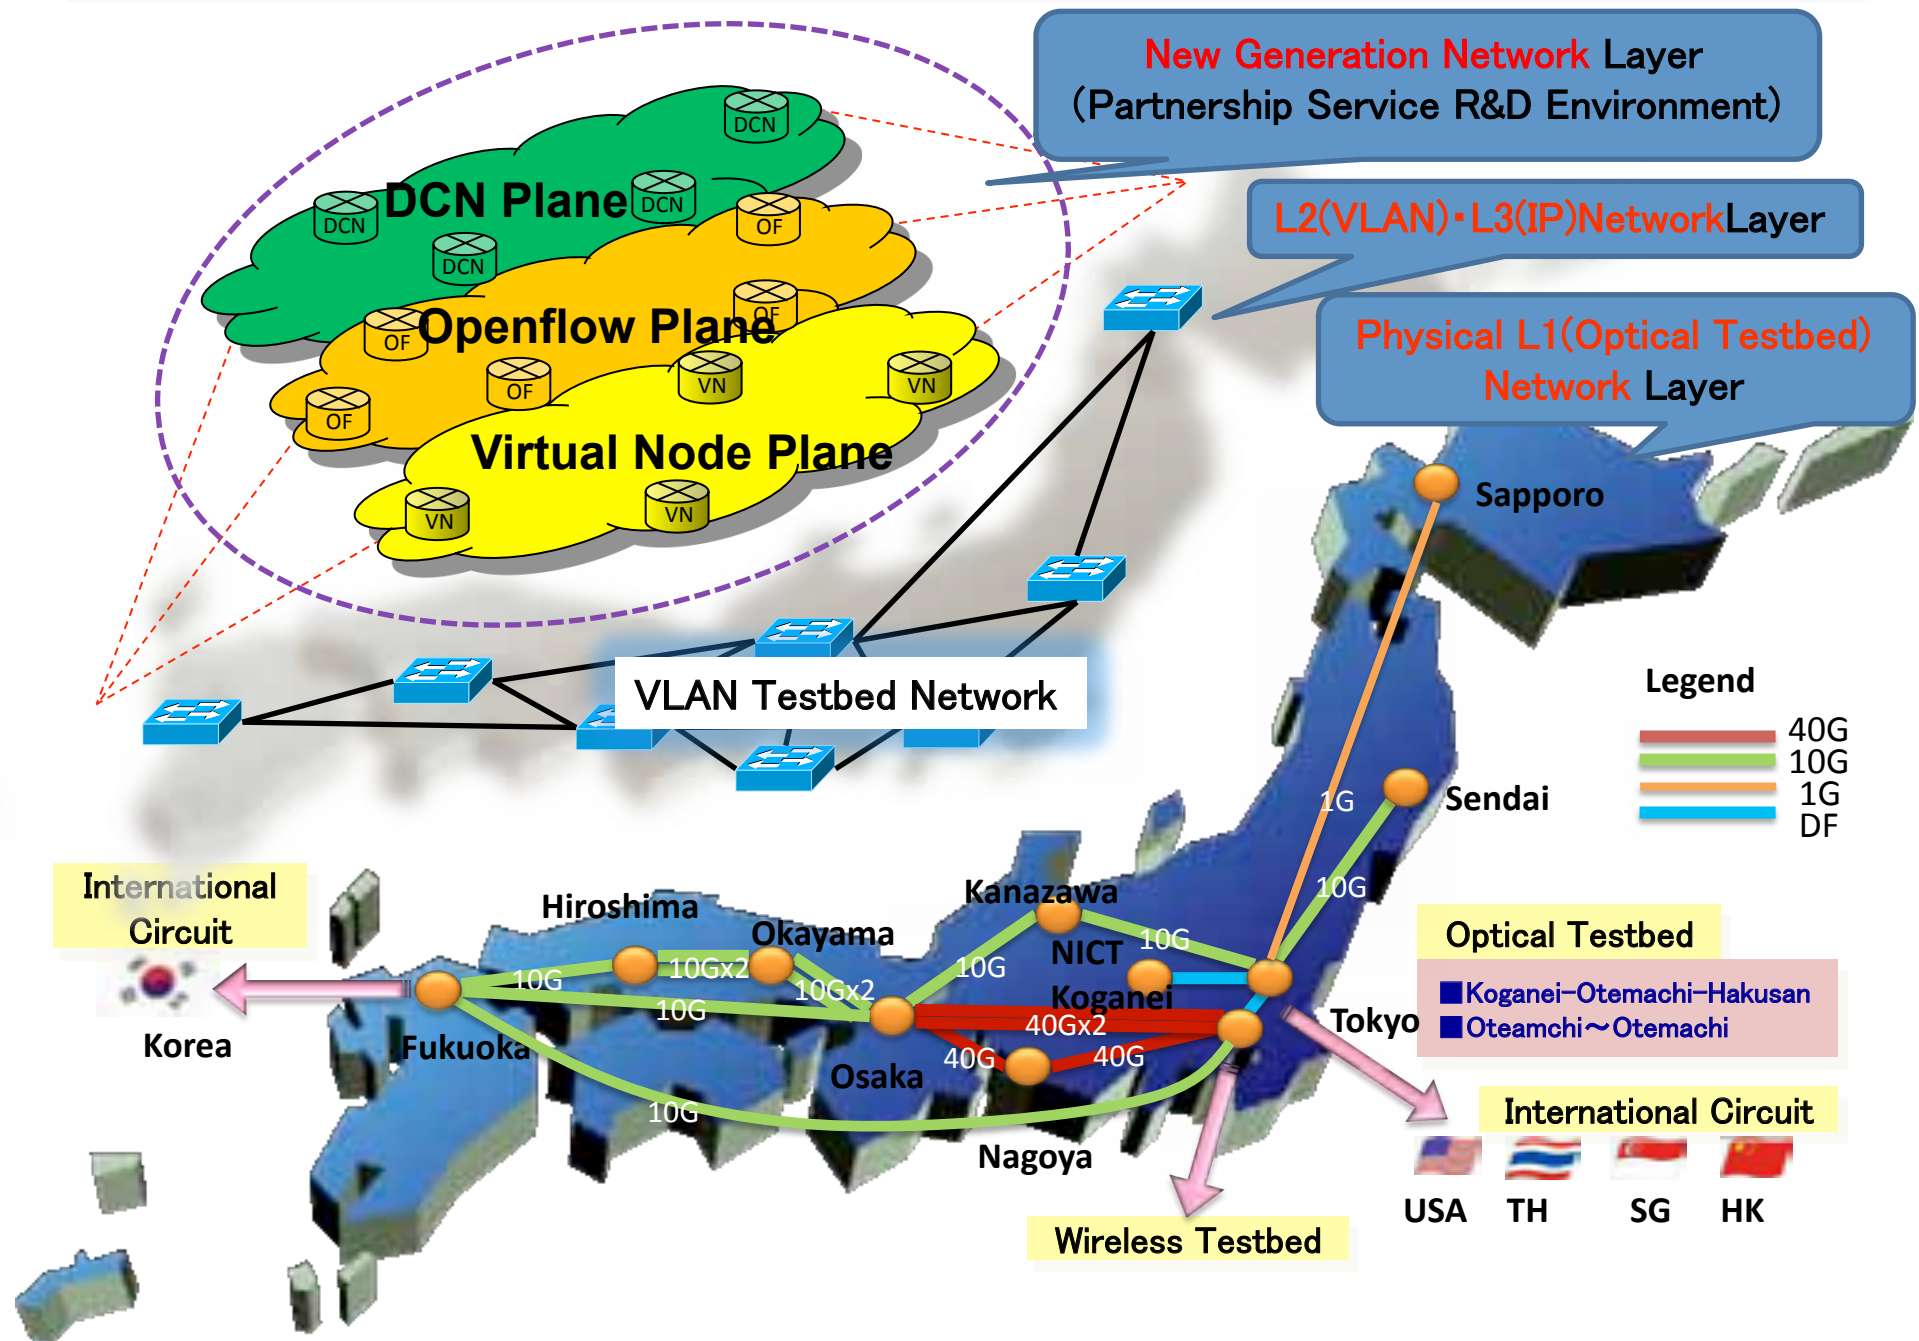 New Generation Network Layer
(Partnership Service R&D Environment)
L2(VLAN)・L3(IP)NetworkLayer
Physical L1(Optical Testbed)
Network Layer
DCN
DCN Plane
DCN
DCN
DCN
OF
OF
Openflow Plane
OF
OF
OF
VN
VN
Virtual Node Plane
VN
VN
VLAN Testbed Network
Sapporo
Legend
40G
10G
1G
DF
1G
Sendai
10G
International
Circuit
Korea
Hiroshima
Okayama
Kanazawa
NICT
Koganei
10G
10G
10Gx2
10Gx2
10G
10G
40Gx2
40G
40G
10G
Fukuoka
Osaka
Nagoya
Tokyo
Optical Testbed
■Koganei-Otemachi-Hakusan
■Oteamchi～Otemachi
International Circuit
USA
TH
SG
HK
Wireless Testbed